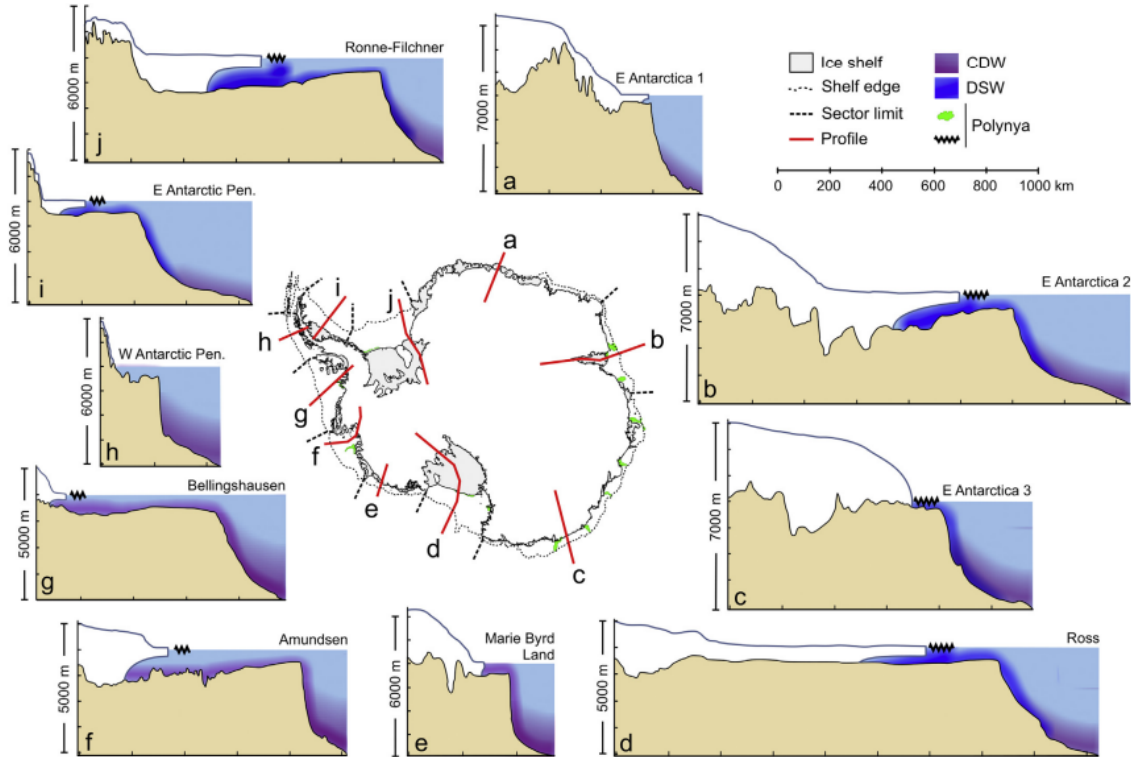 Ronne-Filchner
6000 m
j
E Antarctica 1
7000 m
a
Ice shelf
Shelf edge
Sector limit
Profile
CDW
DSW
Polynya
0 200 400 600 800 1000 km
E Antarctic Pen.
6000 m
i
E Antarctica 2
7000 m
b
W Antarctic Pen.
6000 m
h
a
b
c
d
e
f
g
h
i
j
i
Bellingshausen
5000 m
g
E Antarctica 3
7000 m
c
Amundsen
5000 m
f
Marie Byrd
Land
6000 m
e
Ross
5000 m
d